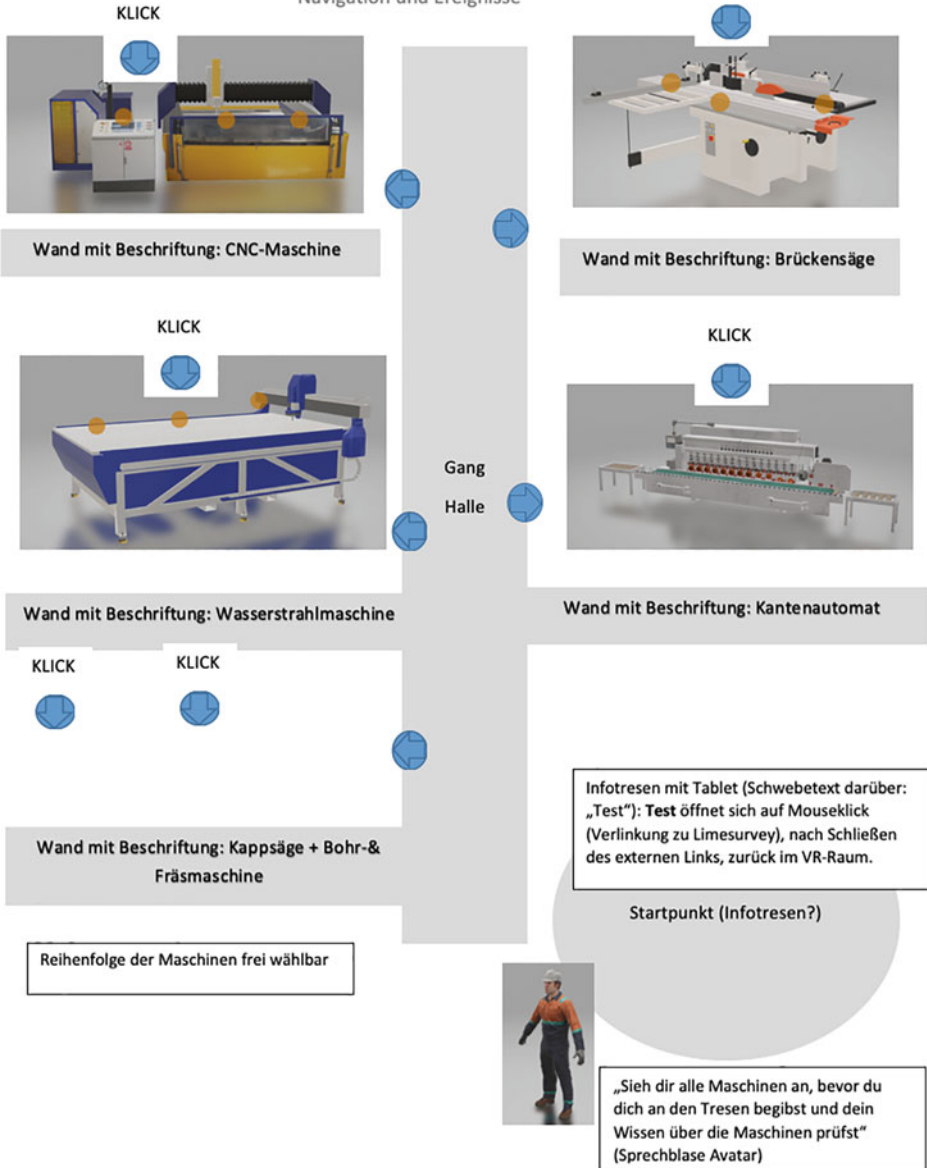 Navigation und Ereignisse
KLICK
Wand mit Beschriftung: CNC-Maschine
Wand mit Beschriftung: Brückensäge
KLICK
KLICK
Gang
Halle
Wand mit Beschriftung: Wasserstrahlmaschine
Wand mit Beschriftung: Kantenautomat
KLICK
KLICK
Infotresen mit Tablet (Schwebetext darüber:
„Test“): Test öffnet sich auf Mouseklick
(Verlinkung zu Limesurvey), nach Schließen
des externen Links, zurück im VR-Raum.
Wand mit Beschriftung: Kappsäge + Bohr-&
Fräsmaschine
Startpunkt (Infotresen?)
Reihenfolge der Maschinen frei wählbar
„Sieh dir alle Maschinen an, bevor du
dich an den Tresen begibst und dein
Wissen über die Maschinen prüfst“
(Sprechblase Avatar)